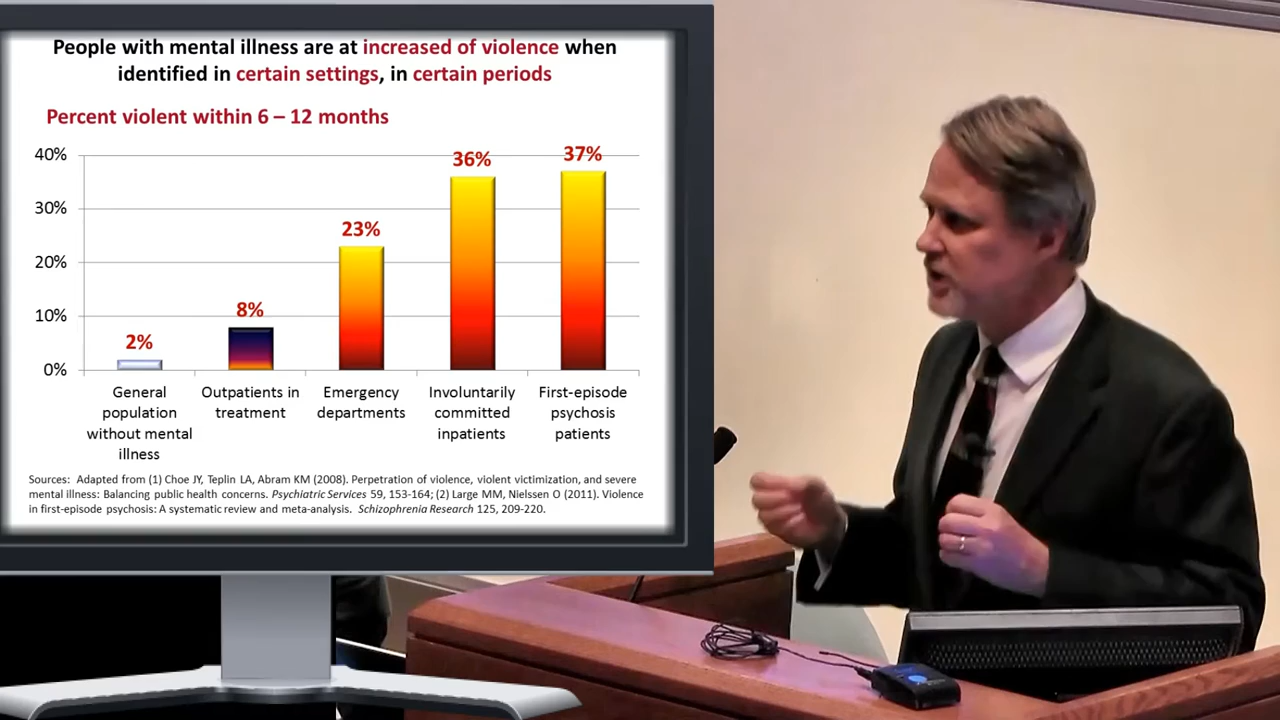 People with mental illness are at increased of violence when
identified in certain settings, in certain periods
Percent violent within 6 – 12 months
40%
30%
20%
10%
0%
2%
8%
23%
36%
37%
General
population
without mental
illness
Outpatients in
treatment
Emergency
departments
Involuntarily
committed
inpatients
First-episode
psychosis
patients
Sources: Adapted from (1) Choe JY, Teplin LA, Abram KM (2008). Perpetration of violence, violent victimization, and severe
mental illness: Balancing public health concerns. Psychiatric Services 59, 153-164; (2) Large MM, Nielssen O (2011). Violence
in first-episode psychosis: A systematic review and meta-analysis. Schizophrenia Research 125, 209-220.